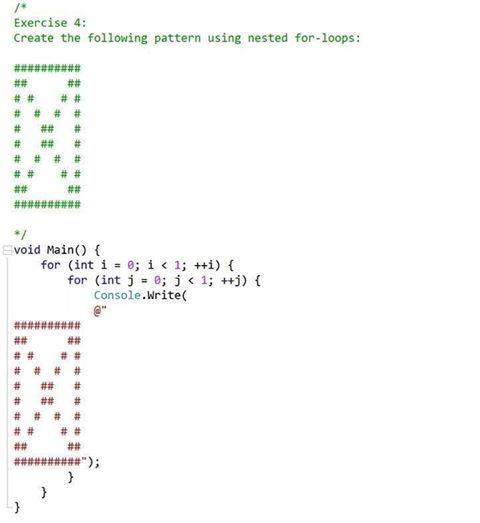 /*
Exercise 4:
Create the following pattern using nested for-loops:

##########
##      ##
# #    # #
#  #  #  #
#   ##   #
#   ##   #
#  #  #  #
# #    # #
##      ##
##########

*/
void Main() {
    for (int i = 0; i < 1; ++i) {
        for (int j = 0; j < 1; ++j) {
            Console.Write(
            @"
##########
##      ##
# #    # #
#  #  #  #
#   ##   #
#   ##   #
#  #  #  #
# #    # #
##      ##
##########");
        }
    }
}